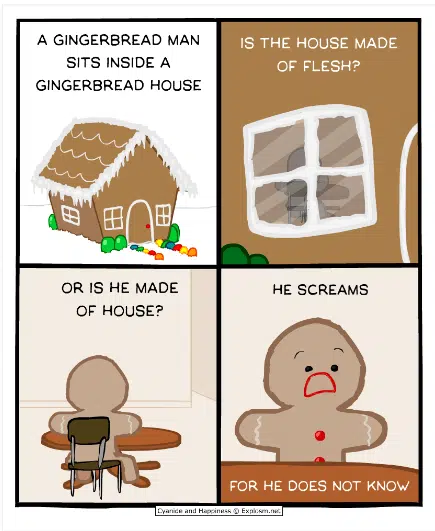 A GINGERBREAD MAN
SITS INSIDE A
GINGERBREAD HOUSE
IS THE HOUSE MADE
OF FLESH?
OR IS HE MADE
OF HOUSE?
HE SCREAMS
FOR HE DOES NOT KNOW
Cyanide and Happiness © Explosm.net